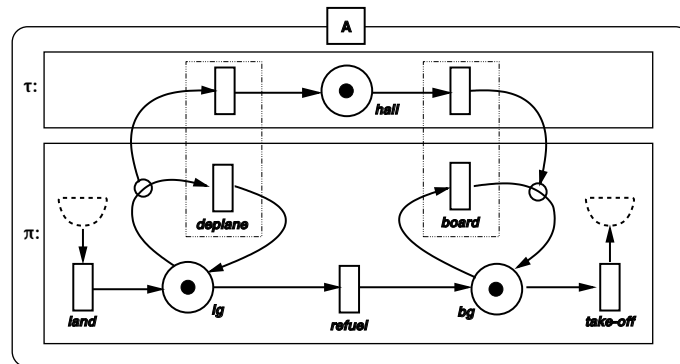 A
τ:
hall
π:
deplane
board
land
lg
refuel
bg
take-off